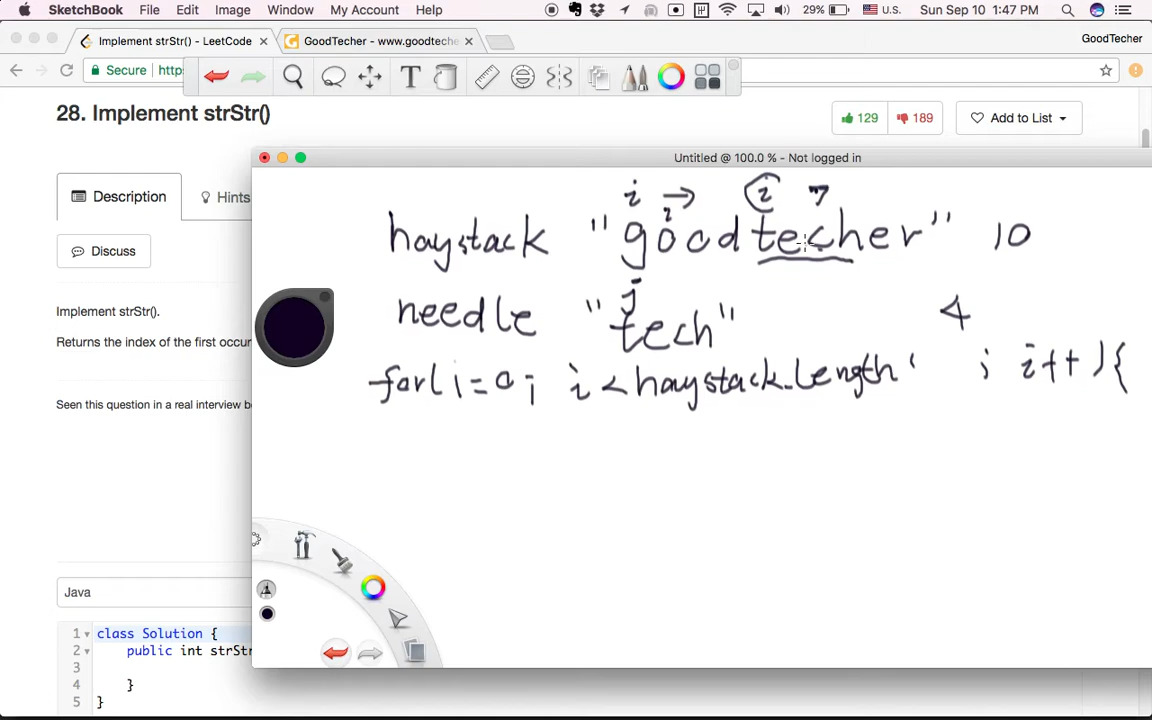 SketchBook File Edit Image Window My Account Help 29% U.S. Sun Sep 10 1:47 PM
Implement strStr() - LeetCode GoodTecher - www.goodteche GoodTecher
Secure https
28. Implement strStr() 129 189 Add to List
Untitled @ 100.0 % - Not logged in
Description Hints
Discuss
i → i 7
i
haystack "goodtecher" 10
j
needle "tech" 4
for(i=0; i<haystack.length ; i++){
Implement strStr().
Returns the index of the first occur
Seen this question in a real interview be
Java
1 class Solution {
2 public int strStr
3
4 }
5 }